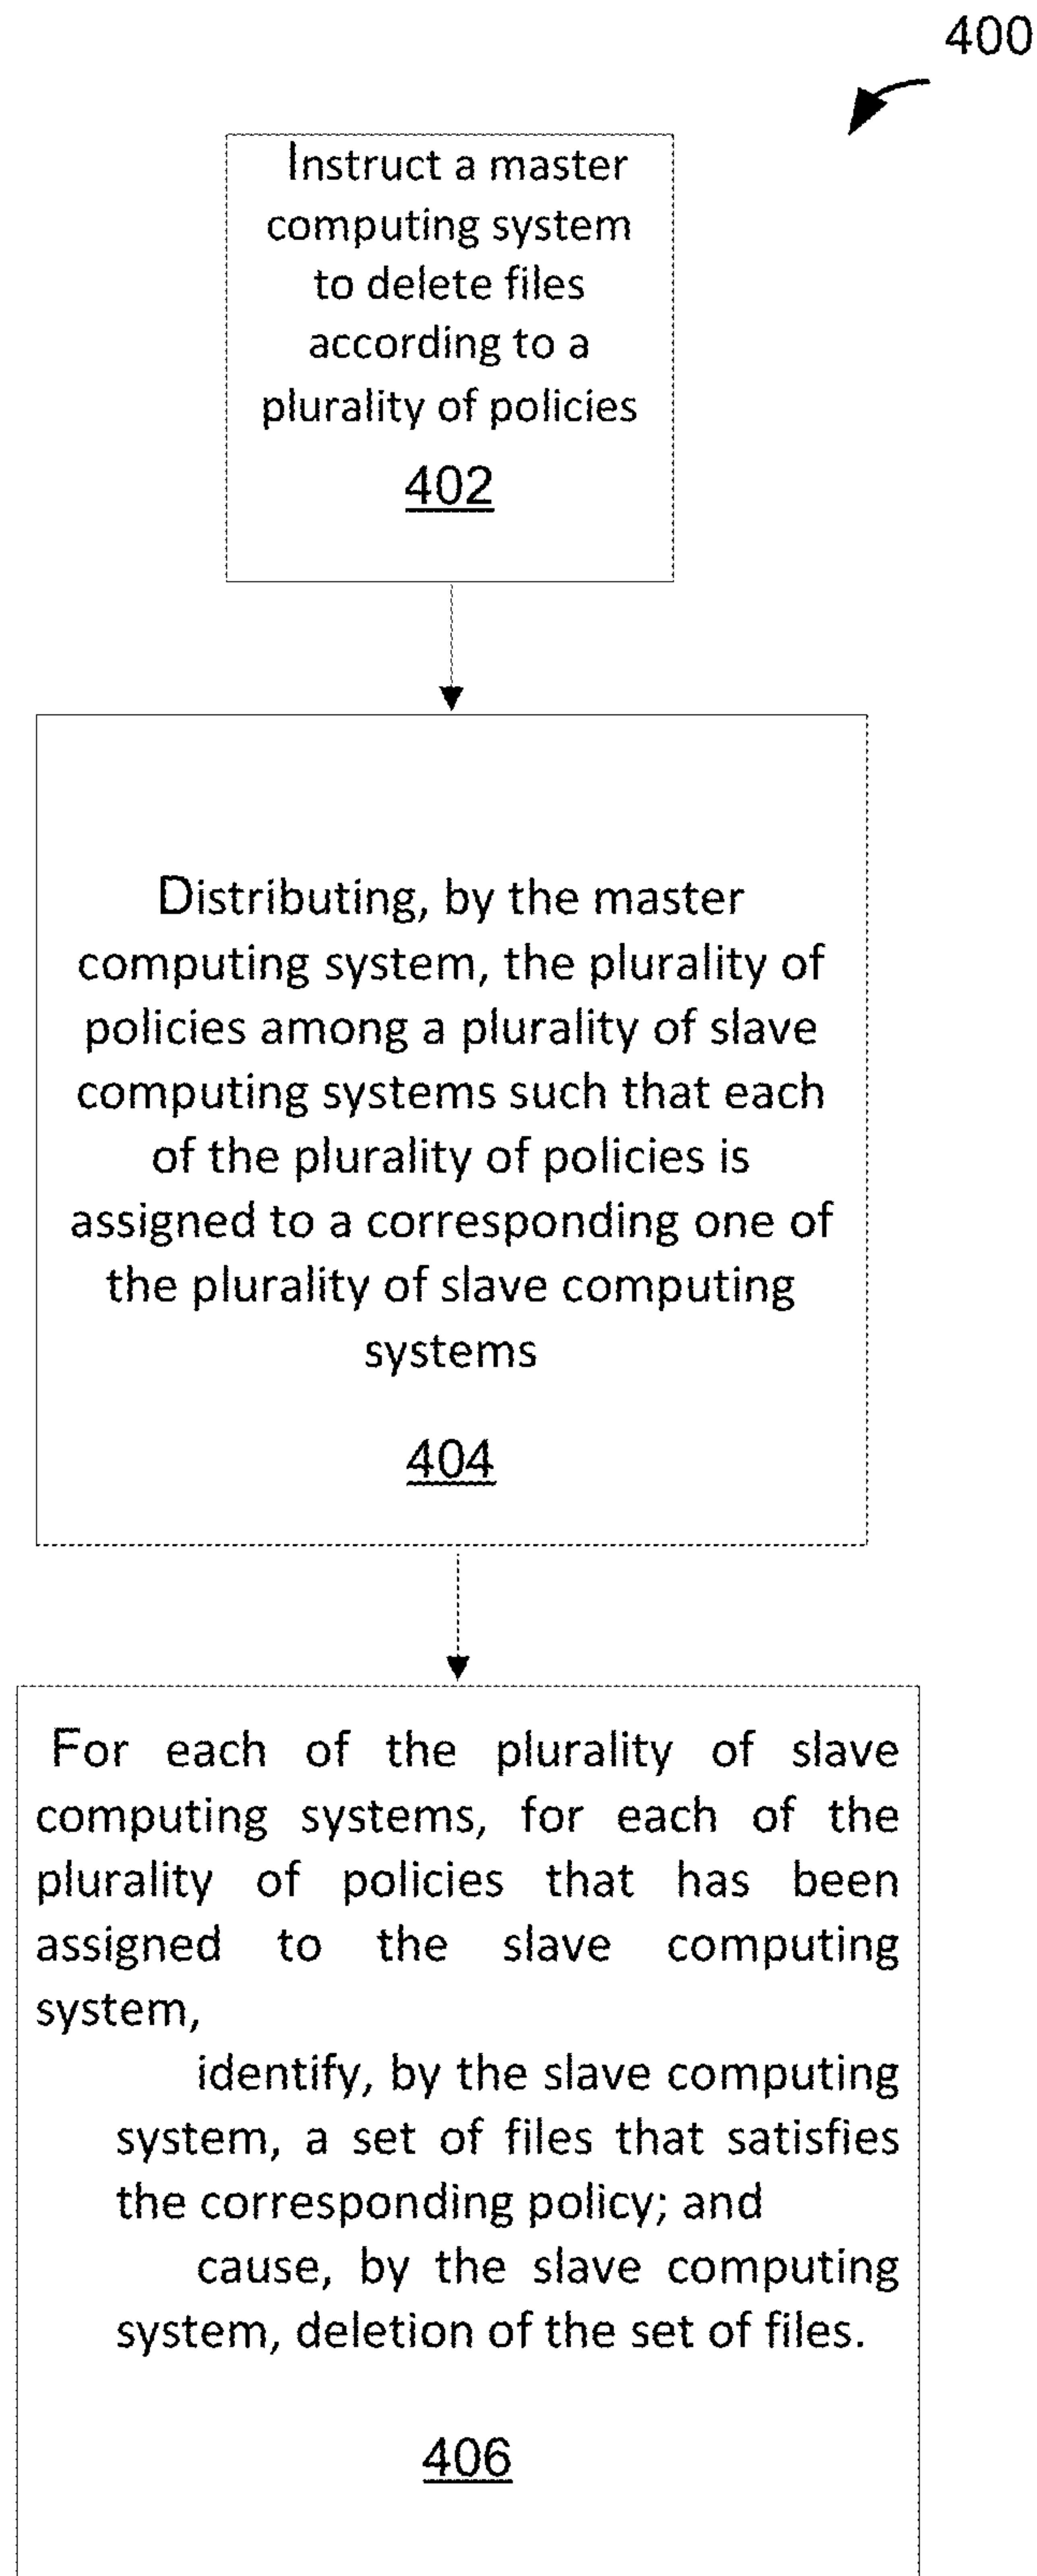 400
Instruct a master
computing system
to delete files
according to a
plurality of policies
402
Distributing, by the master
computing system, the plurality of
policies among a plurality of slave
computing systems such that each
of the plurality of policies is
assigned to a corresponding one of
the plurality of slave computing
systems
404
For each of the plurality of slave
computing systems, for each of the
plurality of policies that has been
assigned to the slave computing
system,
identify, by the slave computing
system, a set of files that satisfies
the corresponding policy; and
cause, by the slave computing
system, deletion of the set of files.
406